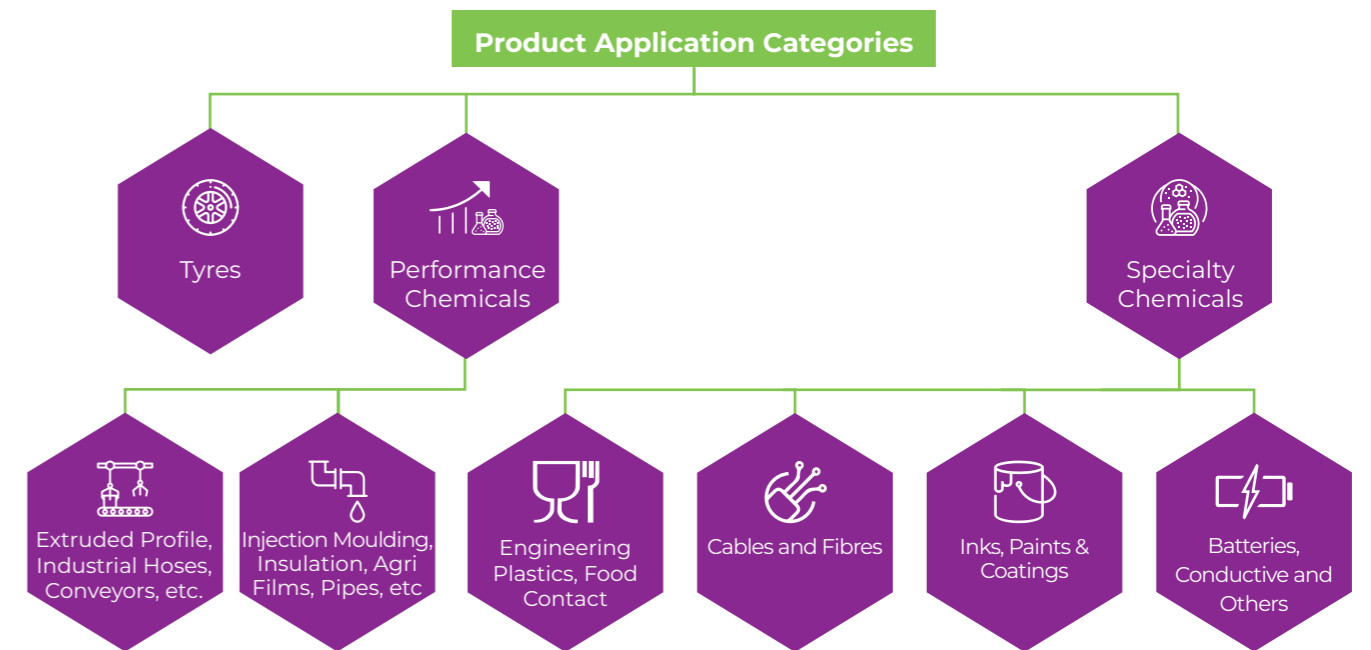 Product Application Categories
Tyres
Performance
Chemicals
Specialty
Chemicals
Extruded Profile,
Industrial Hoses,
Conveyors, etc.
Injection Moulding,
Insulation, Agri
Films, Pipes, etc
Engineering
Plastics, Food
Contact
Cables and Fibres
Inks, Paints &
Coatings
Batteries,
Conductive and
Others